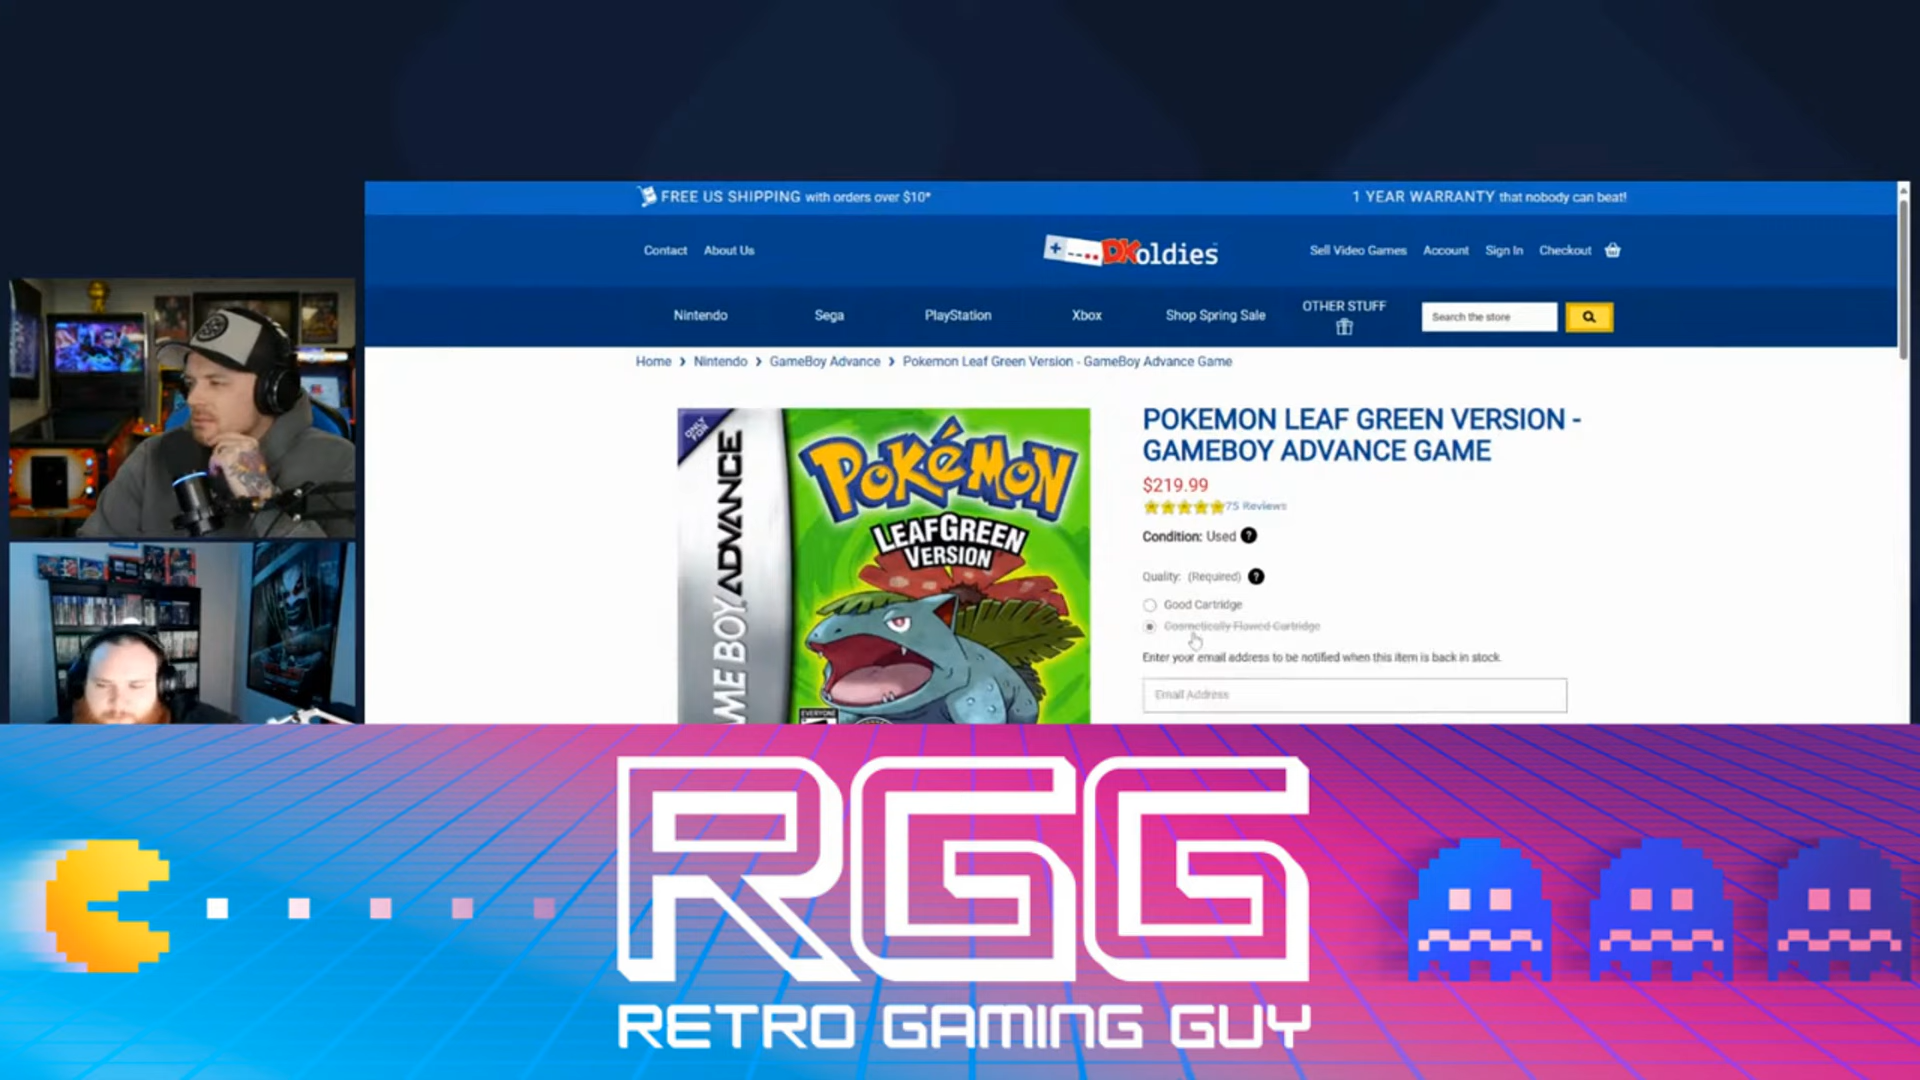 FREE US SHIPPING with orders over $10*
1 YEAR WARRANTY that nobody can beat!
Contact
About Us
DKoldies
Sell Video Games
Account
Sign In
Checkout
Nintendo
Sega
PlayStation
Xbox
Shop Spring Sale
OTHER STUFF
Search the store
Home > Nintendo > GameBoy Advance > Pokemon Leaf Green Version - GameBoy Advance Game
ONLY FOR
GAME BOY ADVANCE
POKéMON
LEAFGREEN
VERSION
EVERYONE
POKEMON LEAF GREEN VERSION -
GAMEBOY ADVANCE GAME
$219.99
75 Reviews
Condition: Used ?
Quality: (Required) ?
Good Cartridge
Cosmetically Flawed Cartridge
Enter your email address to be notified when this item is back in stock.
Email Address
RGG
RETRO GAMING GUY